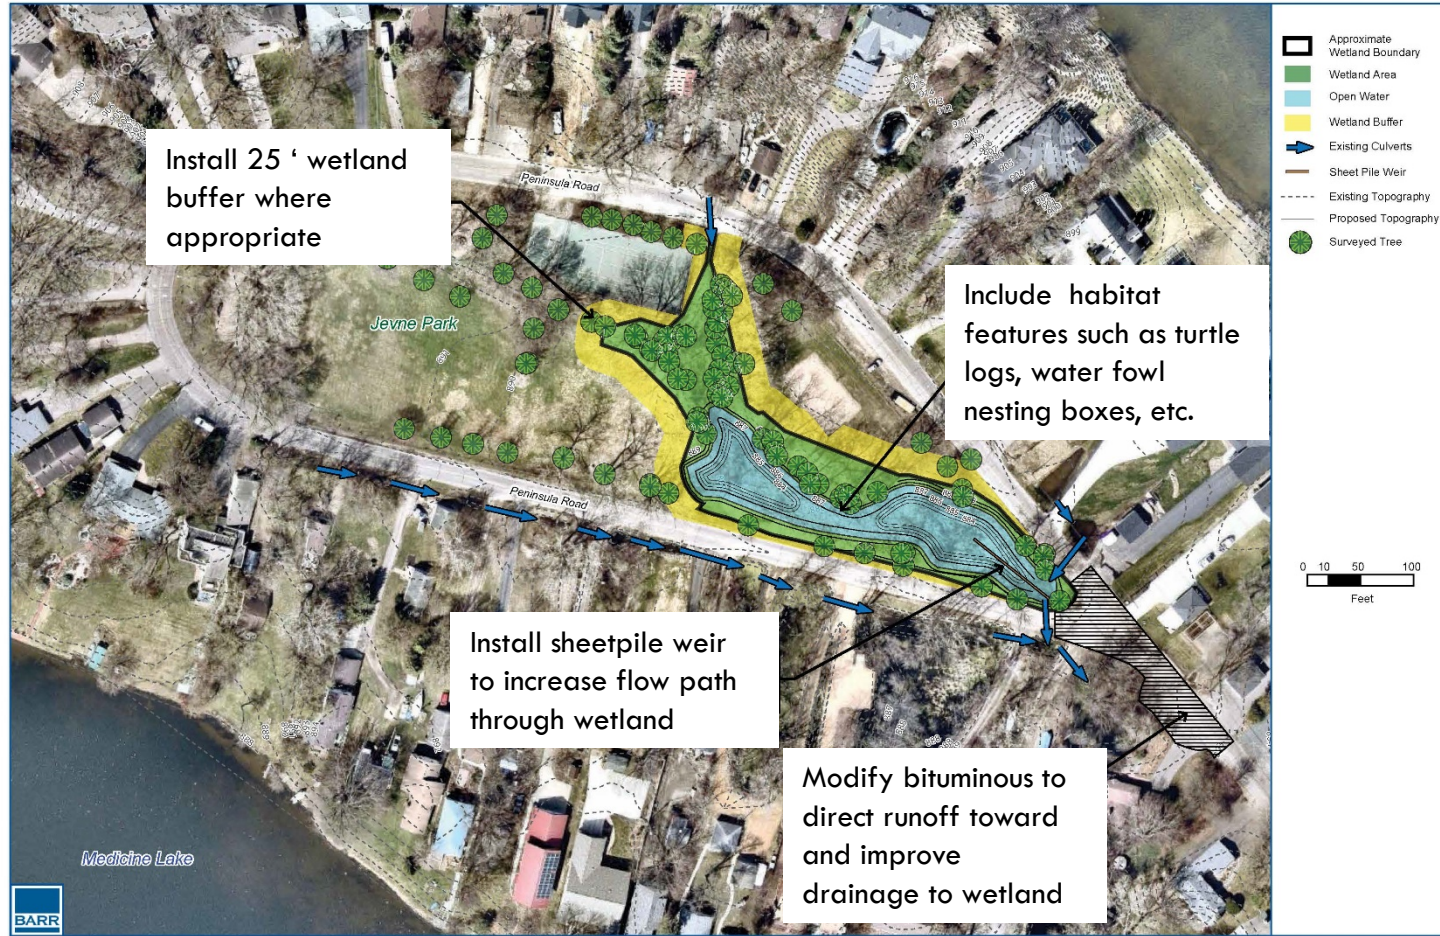 Install 25 ‘ wetland
buffer where
appropriate
Peninsula Road
Jevne Park
Include habitat
features such as turtle
logs, water fowl
nesting boxes, etc.
Peninsula Road
Install sheetpile weir
to increase flow path
through wetland
Modify bituminous to
direct runoff toward
and improve
drainage to wetland
Medicine Lake
BARR
899
Approximate
Wetland Boundary
Wetland Area
Open Water
Wetland Buffer
Existing Culverts
Sheet Pile Weir
Existing Topography
Proposed Topography
Surveyed Tree
0 10 50 100
Feet